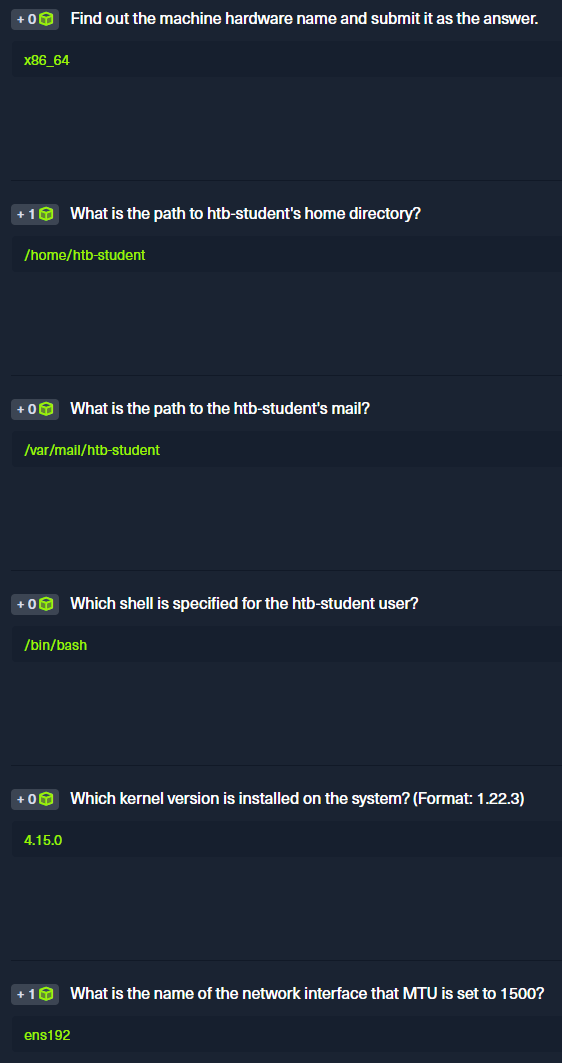 + 0 Find out the machine hardware name and submit it as the answer.
x86_64
+ 1 What is the path to htb-student's home directory?
/home/htb-student
+ 0 What is the path to the htb-student's mail?
/var/mail/htb-student
+ 0 Which shell is specified for the htb-student user?
/bin/bash
+ 0 Which kernel version is installed on the system? (Format: 1.22.3)
4.15.0
+ 1 What is the name of the network interface that MTU is set to 1500?
ens192